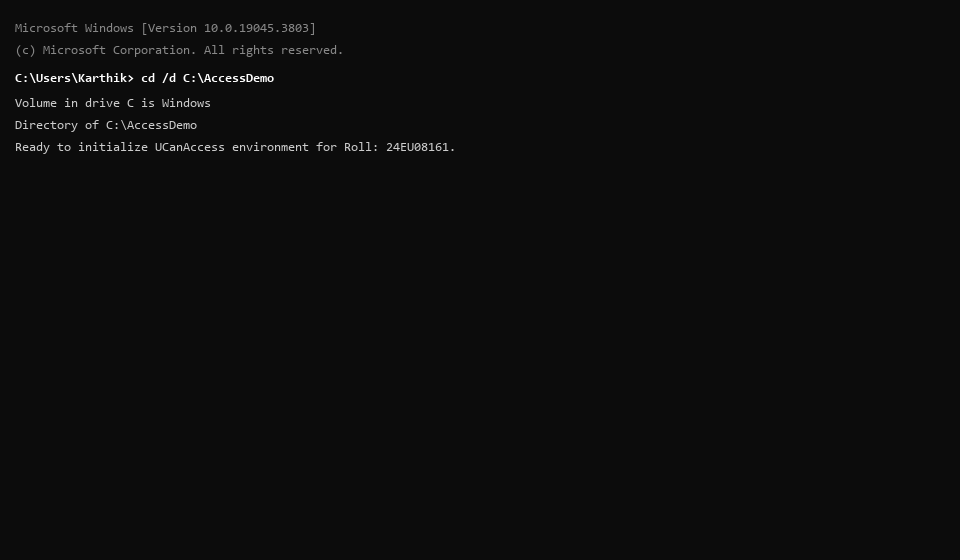 Microsoft Windows [Version 10.0.19045.3803]
(c) Microsoft Corporation. All rights reserved.
C:\Users\Karthik> cd /d C:\AccessDemo
Volume in drive C is Windows
Directory of C:\AccessDemo
Ready to initialize UCanAccess environment for Roll: 24EU08161.